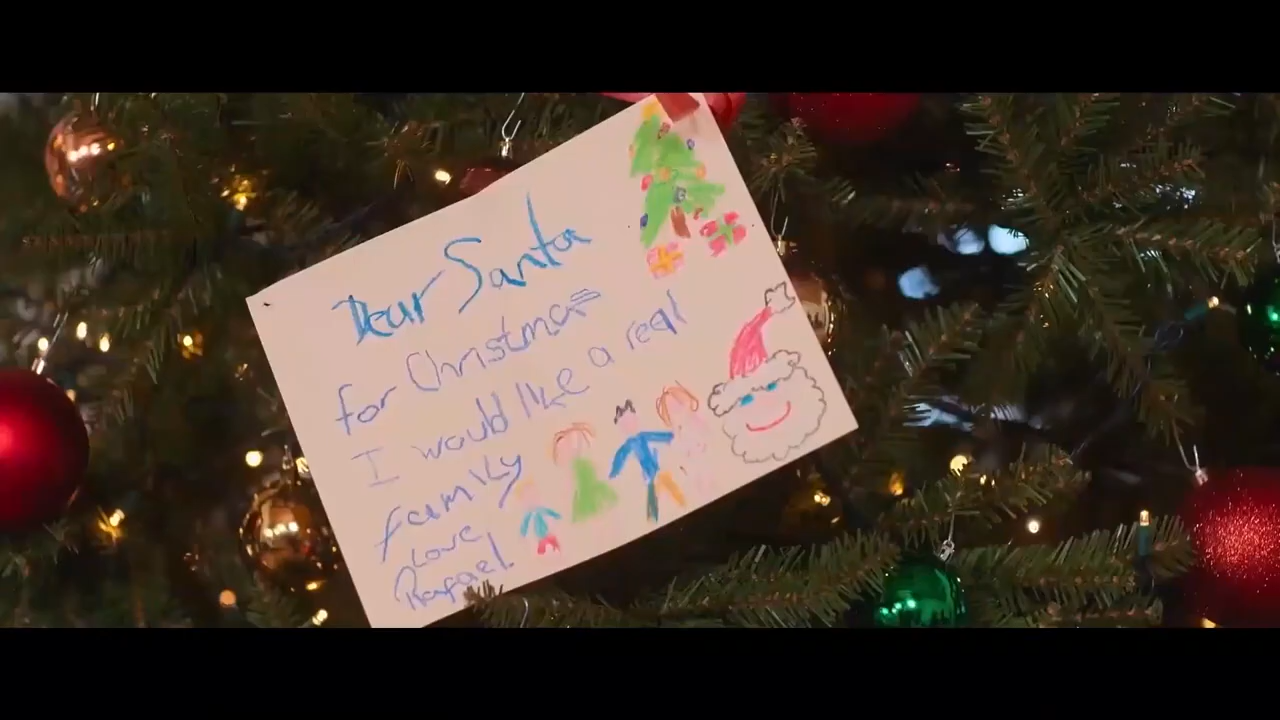 Dear Santa
for Christmas
I would like a real
family
Love
Rafael